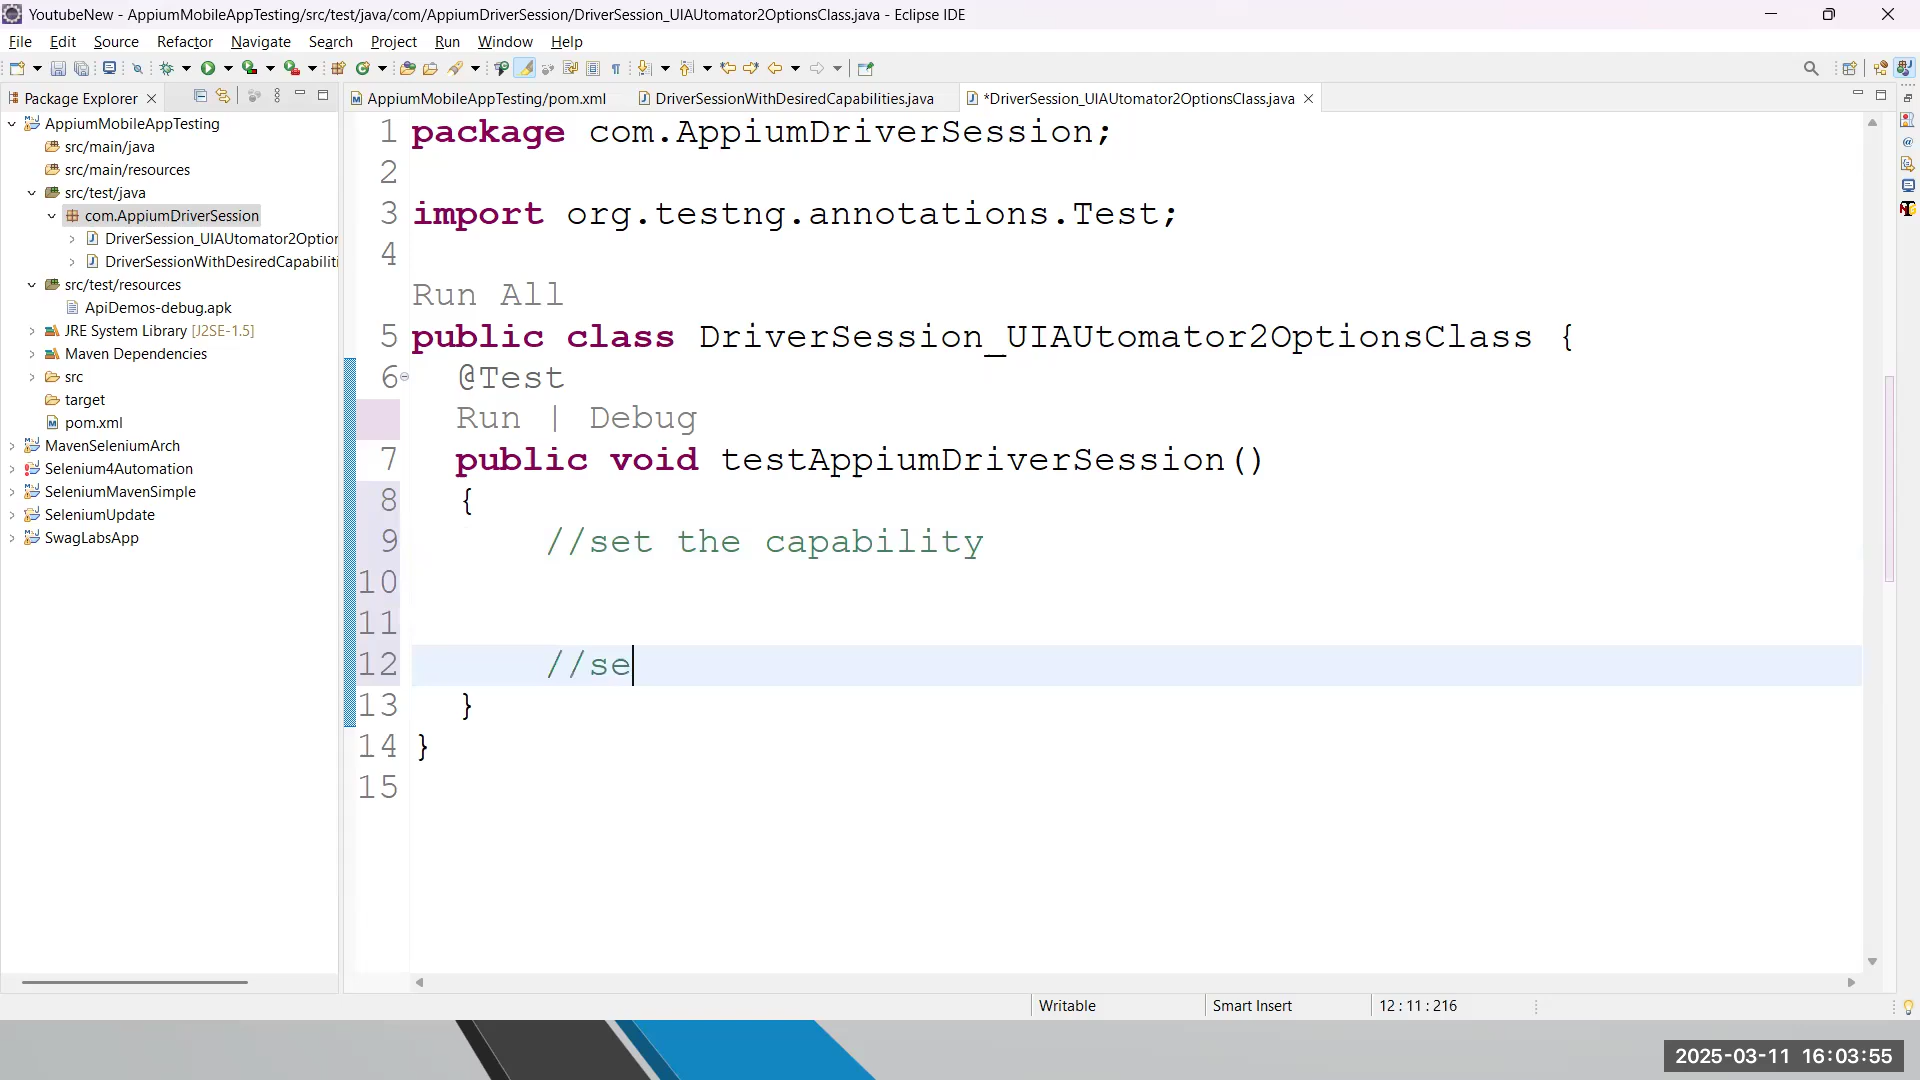 YoutubeNew - AppiumMobileAppTesting/src/test/java/com/AppiumDriverSession/DriverSession_UIAUtomator2OptionsClass.java - Eclipse IDE
File Edit Source Refactor Navigate Search Project Run Window Help
Package Explorer
AppiumMobileAppTesting/pom.xml
DriverSessionWithDesiredCapabilities.java
*DriverSession_UIAUtomator2OptionsClass.java
AppiumMobileAppTesting
src/main/java
src/main/resources
src/test/java
com.AppiumDriverSession
DriverSession_UIAUtomator2Option
DriverSessionWithDesiredCapabiliti
src/test/resources
ApiDemos-debug.apk
JRE System Library [J2SE-1.5]
Maven Dependencies
src
target
pom.xml
MavenSeleniumArch
Selenium4Automation
SeleniumMavenSimple
SeleniumUpdate
SwagLabsApp
1 package com.AppiumDriverSession;
2
3 import org.testng.annotations.Test;
4
Run All
5 public class DriverSession_UIAUtomator2OptionsClass {
6 @Test
Run | Debug
7 public void testAppiumDriverSession()
8 {
9 //set the capability
10
11
12 //se
13 }
14 }
15
Writable
Smart Insert
12 : 11 : 216
2025-03-11 16:03:55